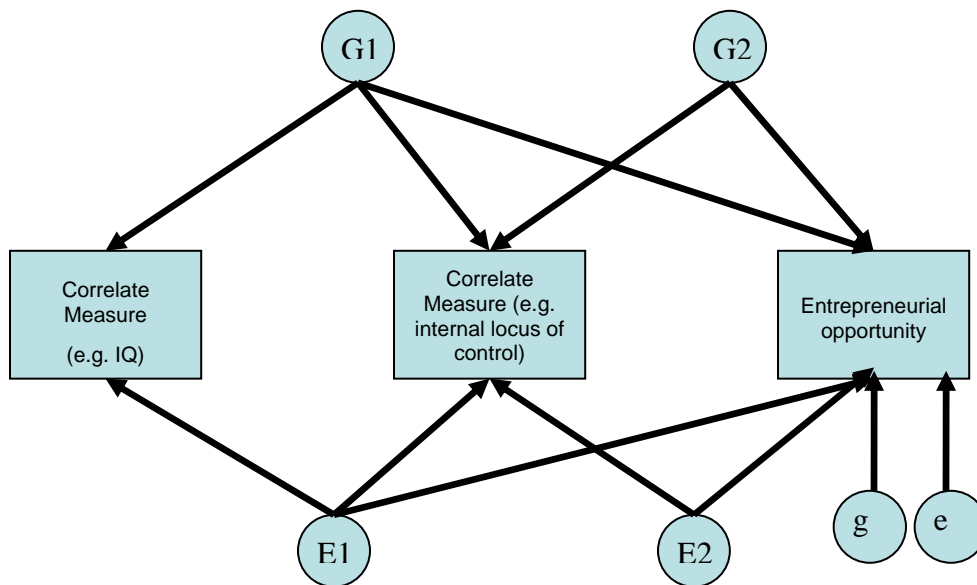 G1
G2
Correlate
Measure
(e.g. IQ)
Correlate
Measure (e.g.
internal locus of
control)
Entrepreneurial
opportunity
g
e
E1
E2